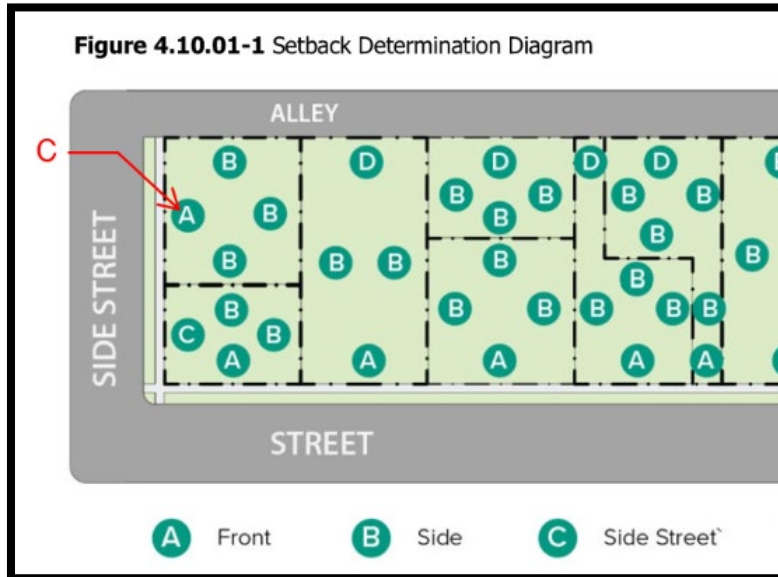 Figure 4.10.01-1 Setback Determination Diagram
ALLEY
C
B D D D D
B B B B
A B B
B B B B B B
SIDE STREET
B B B B B B
C B
A A A A A
STREET
A Front B Side C Side Street`